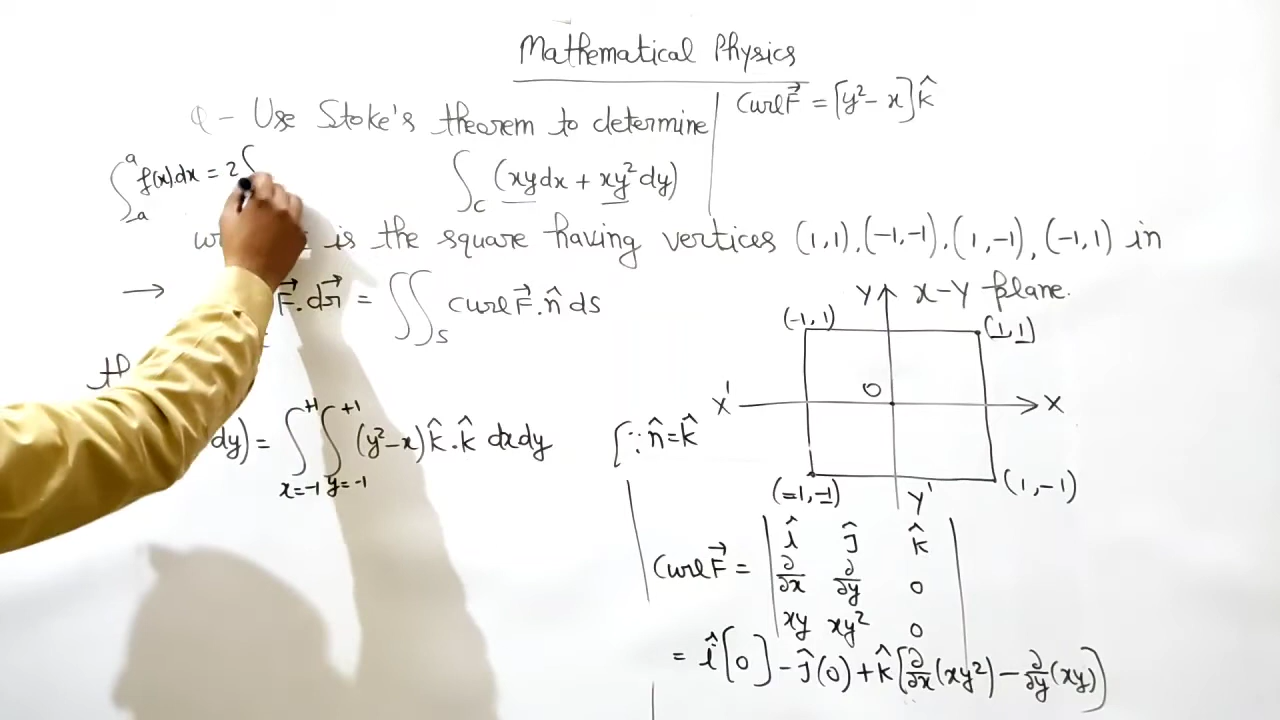 Mathematical Physics
Q - Use Stoke's theorem to determine
Curl F⃗ = [y² - x] k̂
∫_{-a}^{a} f(x).dx = 2∫
∫_C (xydx + xy²dy)
is the square having vertices (1,1),(-1,-1),(1,-1),(-1,1) in
X-Y plane.
→ F⃗.dr⃗ = ∬_S curl F⃗.n̂ ds
dy) = ∫_{x=-1}^{+1} ∫_{y=-1}^{+1} (y²-x) k̂.k̂ dxdy
[∵ n̂ = k̂
Y
(-1,1)
(1,1)
O
X'
X
(=1,-1)
Y'
(1,-1)
Curl F⃗ = | î ĵ k̂ |
∂/∂x ∂/∂y 0
xy xy² 0
= î[0] - ĵ(0) + k̂[∂/∂x(xy²) - ∂/∂y(xy)]